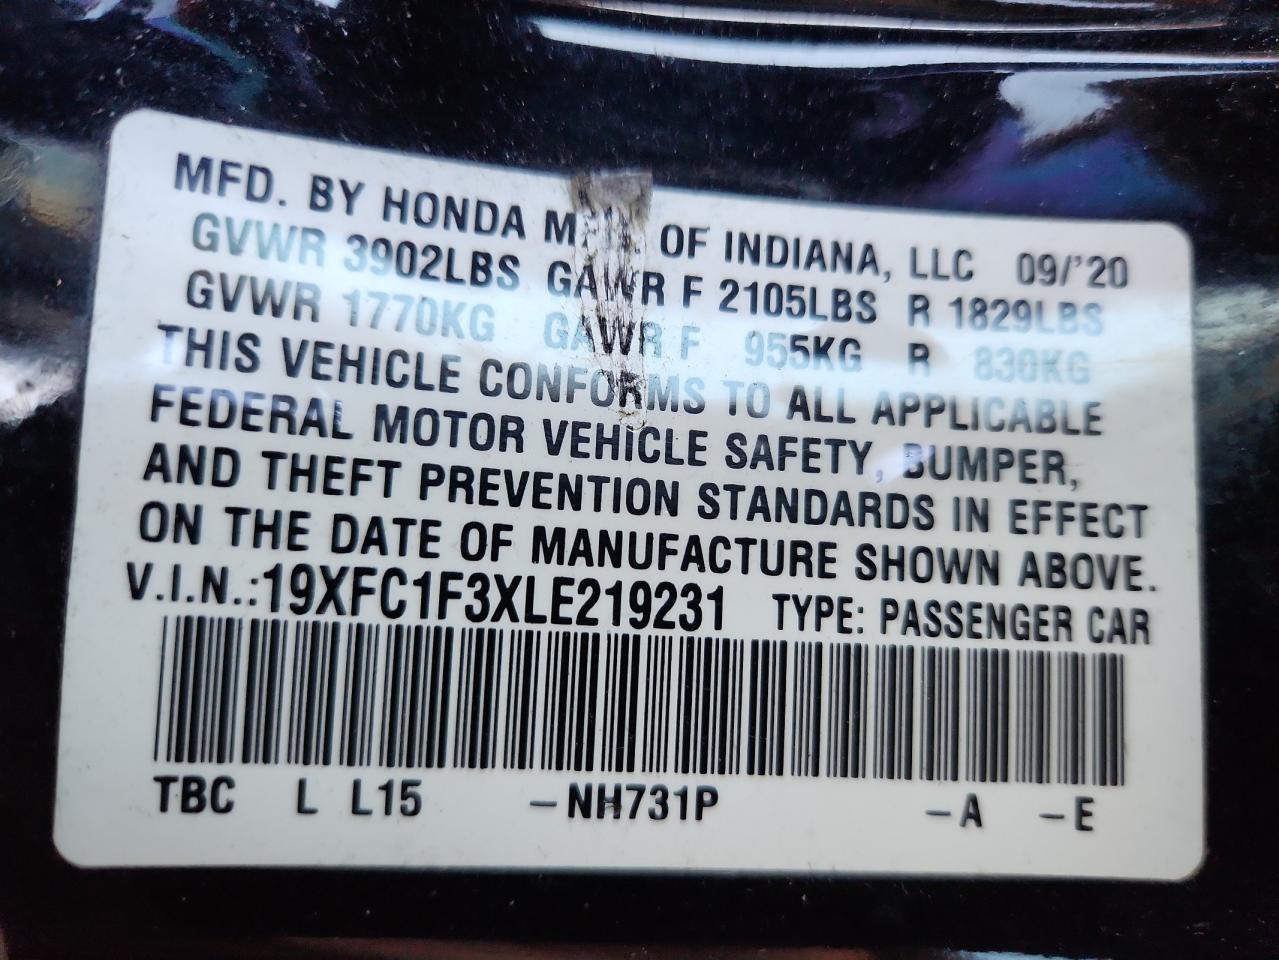 MFD. BY HONDA MFG. OF INDIANA, LLC 09/'20
GVWR 3902LBS GAWR F 2105LBS R 1829LBS
GVWR 1770KG GAWR F 955KG R 830KG
THIS VEHICLE CONFORMS TO ALL APPLICABLE
FEDERAL MOTOR VEHICLE SAFETY, BUMPER,
AND THEFT PREVENTION STANDARDS IN EFFECT
ON THE DATE OF MANUFACTURE SHOWN ABOVE.
V.I.N.:19XFC1F3XLE219231 TYPE: PASSENGER CAR
TBC L L15 –NH731P –A –E